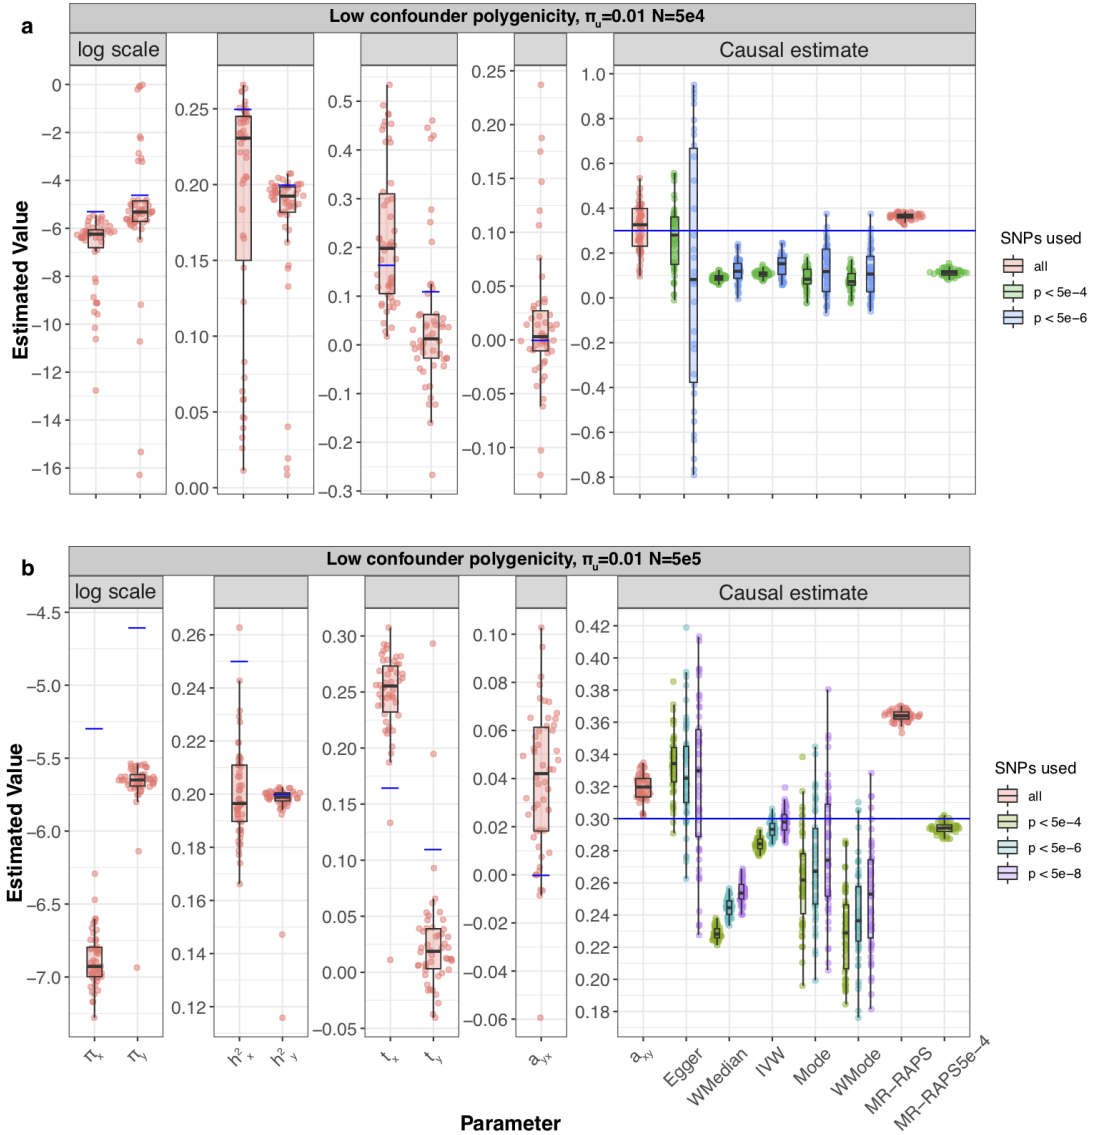 a
Low confounder polygenicity, πu=0.01 N=5e4
log scale
Causal estimate
Estimated Value
0
−2
−4
−6
−8
−10
−12
−14
−16
0.25
0.20
0.15
0.10
0.05
0.00
0.5
0.4
0.3
0.2
0.1
0.0
−0.1
−0.2
−0.3
0.25
0.20
0.15
0.10
0.05
0.00
−0.05
−0.10
1.0
0.8
0.6
0.4
0.2
0.0
−0.2
−0.4
−0.6
−0.8
SNPs used
all
p < 5e−4
p < 5e−6
b
Low confounder polygenicity, πu=0.01 N=5e5
log scale
Causal estimate
Estimated Value
−4.5
−5.0
−5.5
−6.0
−6.5
−7.0
0.26
0.24
0.22
0.20
0.18
0.16
0.14
0.12
0.30
0.25
0.20
0.15
0.10
0.05
0.00
−0.05
0.10
0.08
0.06
0.04
0.02
0.00
−0.02
−0.04
−0.06
0.42
0.40
0.38
0.36
0.34
0.32
0.30
0.28
0.26
0.24
0.22
0.20
0.18
SNPs used
all
p < 5e−4
p < 5e−6
p < 5e−8
πx
πy
h²x
h²y
tx
ty
ayx
axy
Egger
WMedian
IVW
Mode
WMode
MR−RAPS
MR−RAPS5e−4
Parameter